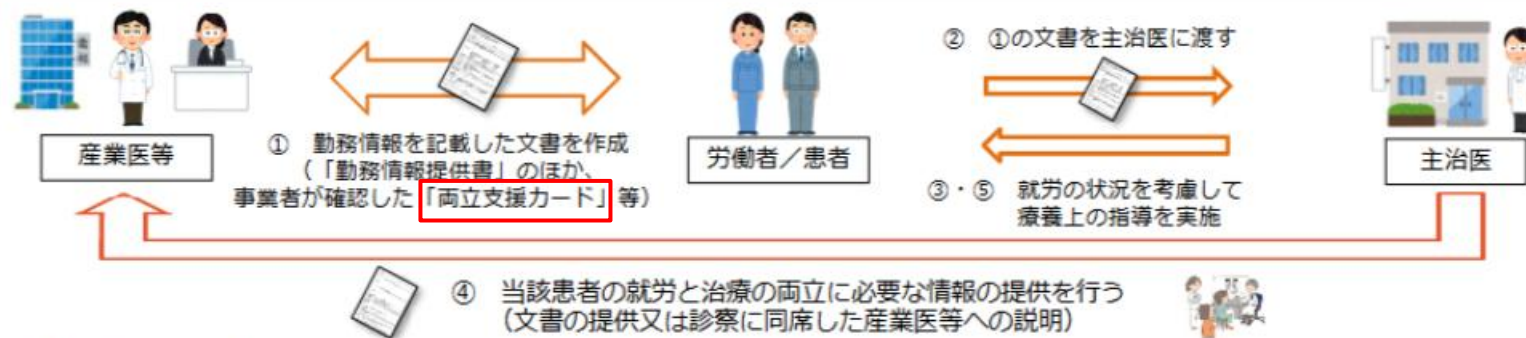 産業医等
① 勤務情報を記載した文書を作成
(「勤務情報提供書」のほか、
事業者が確認した「両立支援カード」等)
労働者／患者
② ①の文書を主治医に渡す
③・⑤ 就労の状況を考慮して
療養上の指導を実施
主治医
④ 当該患者の就労と治療の両立に必要な情報の提供を行う
(文書の提供又は診察に同席した産業医等への説明)